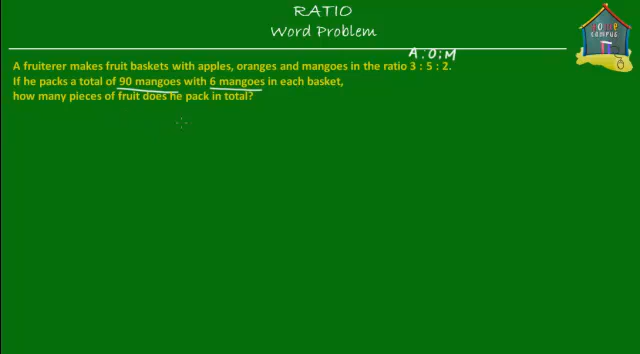 RATIO
Word Problem
home
campus
A : O : M
A fruiterer makes fruit baskets with apples, oranges and mangoes in the ratio 3 : 5 : 2.
If he packs a total of 90 mangoes with 6 mangoes in each basket,
how many pieces of fruit does he pack in total?